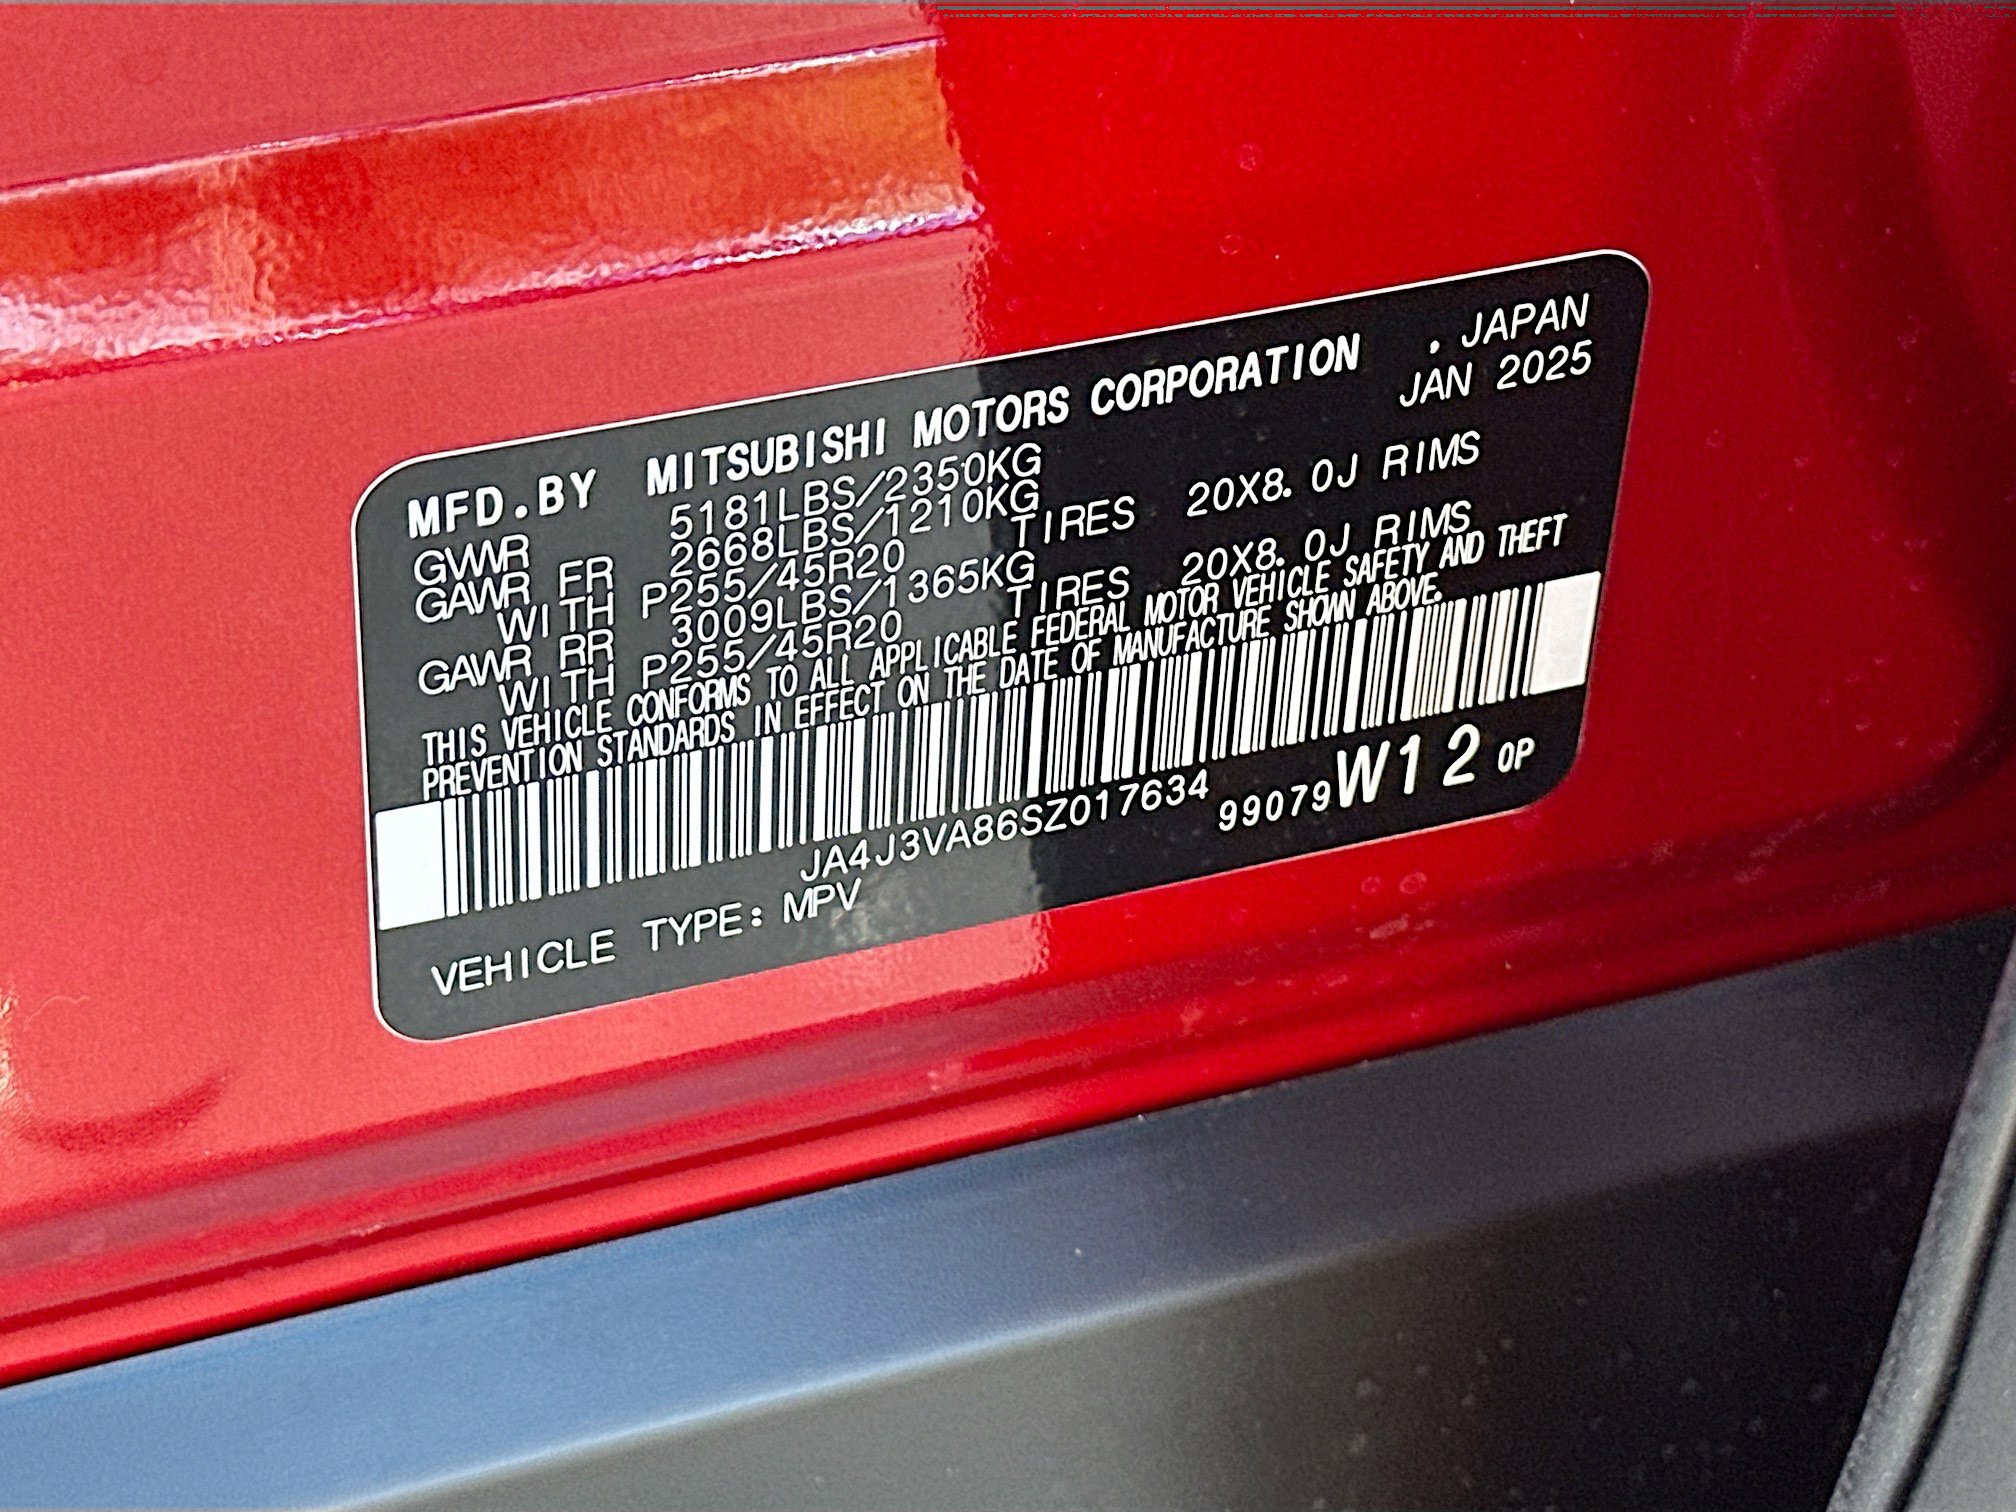 MFD.BY MITSUBISHI MOTORS CORPORATION . JAPAN
JAN 2025
GVWR 5181LBS/2350KG
GAWR FR 2668LBS/1210KG
WITH P255/45R20 TIRES 20X8.0J RIMS
GAWR RR 3009LBS/1365KG
WITH P255/45R20 TIRES 20X8.0J RIMS
THIS VEHICLE CONFORMS TO ALL APPLICABLE FEDERAL MOTOR VEHICLE SAFETY AND THEFT
PREVENTION STANDARDS IN EFFECT ON THE DATE OF MANUFACTURE SHOWN ABOVE.
JA4J3VA86SZ017634 99079W12 OP
VEHICLE TYPE: MPV